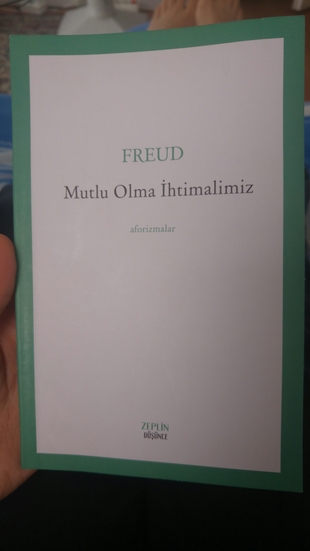 FREUD
Mutlu Olma İhtimalimiz
aforizmalar
ZEPLİN
DÜŞÜNCE